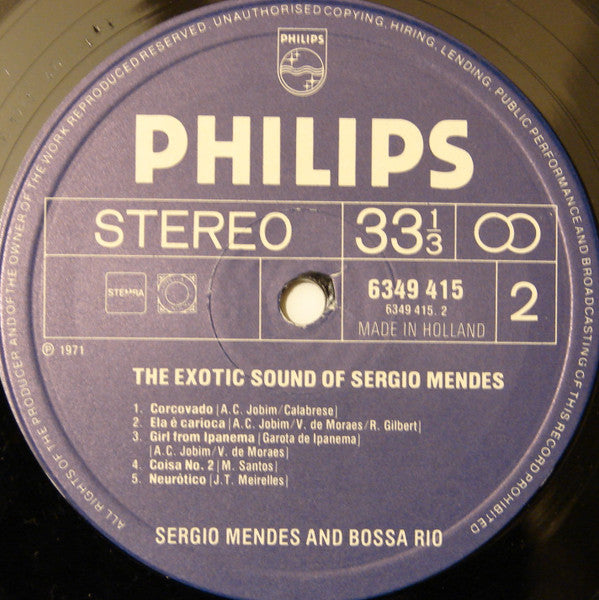 ALL RIGHTS OF THE PRODUCER AND OF THE OWNER OF THE WORK REPRODUCED RESERVED. UNAUTHORISED COPYING, HIRING, LENDING, PUBLIC PERFORMANCE AND BROADCASTING OF THIS RECORD PROHIBITED
PHILIPS
PHILIPS
STEREO 33 1/3
STEMRA 6349 415 2
6349 415. 2
MADE IN HOLLAND
℗ 1971
THE EXOTIC SOUND OF SERGIO MENDES
1. Corcovado |A.C. Jobim/Calabrese|
2. Ela é carioca |A.C. Jobim/V. de Moraes/R. Gilbert|
3. Girl from Ipanema |Garota de Ipanema|
|A.C. Jobim/V. de Moraes|
4. Coisa No. 2 |M. Santos|
5. Neurótico |J.T. Meirelles|
SERGIO MENDES AND BOSSA RIO